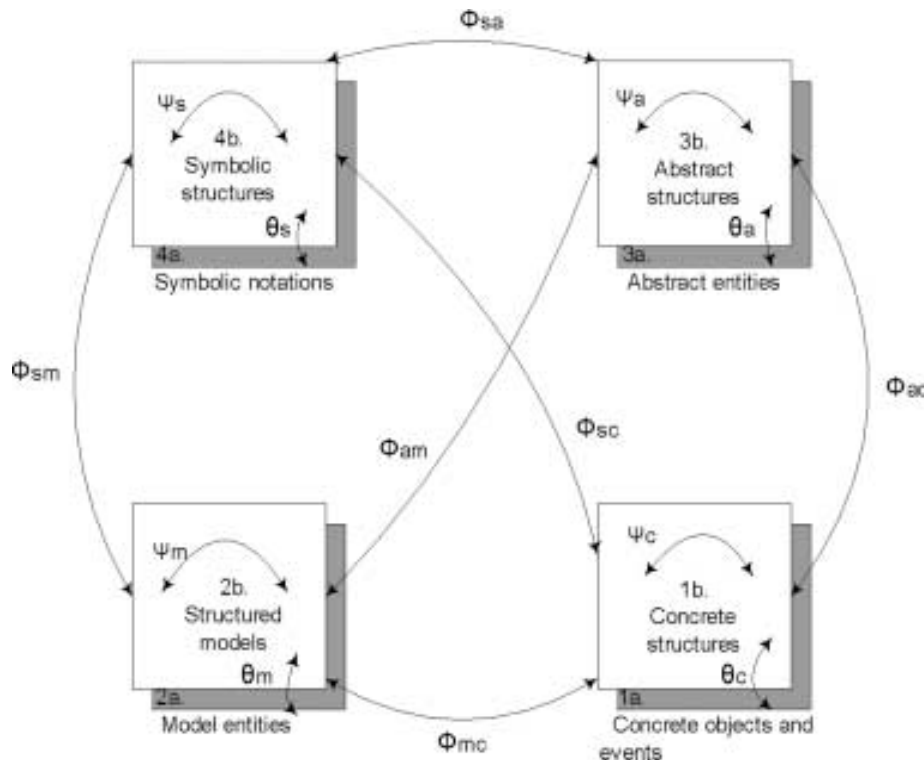 Φsa
Ψs
4b.
Symbolic
structures
θs
4a.
Symbolic notations
Ψa
3b.
Abstract
structures
θa
3a.
Abstract entities
Φsm
Φam
Φsc
Φac
Ψm
2b.
Structured
models
θm
2a.
Model entities
Ψc
1b.
Concrete
structures
θc
1a.
Concrete objects and
events
Φmc